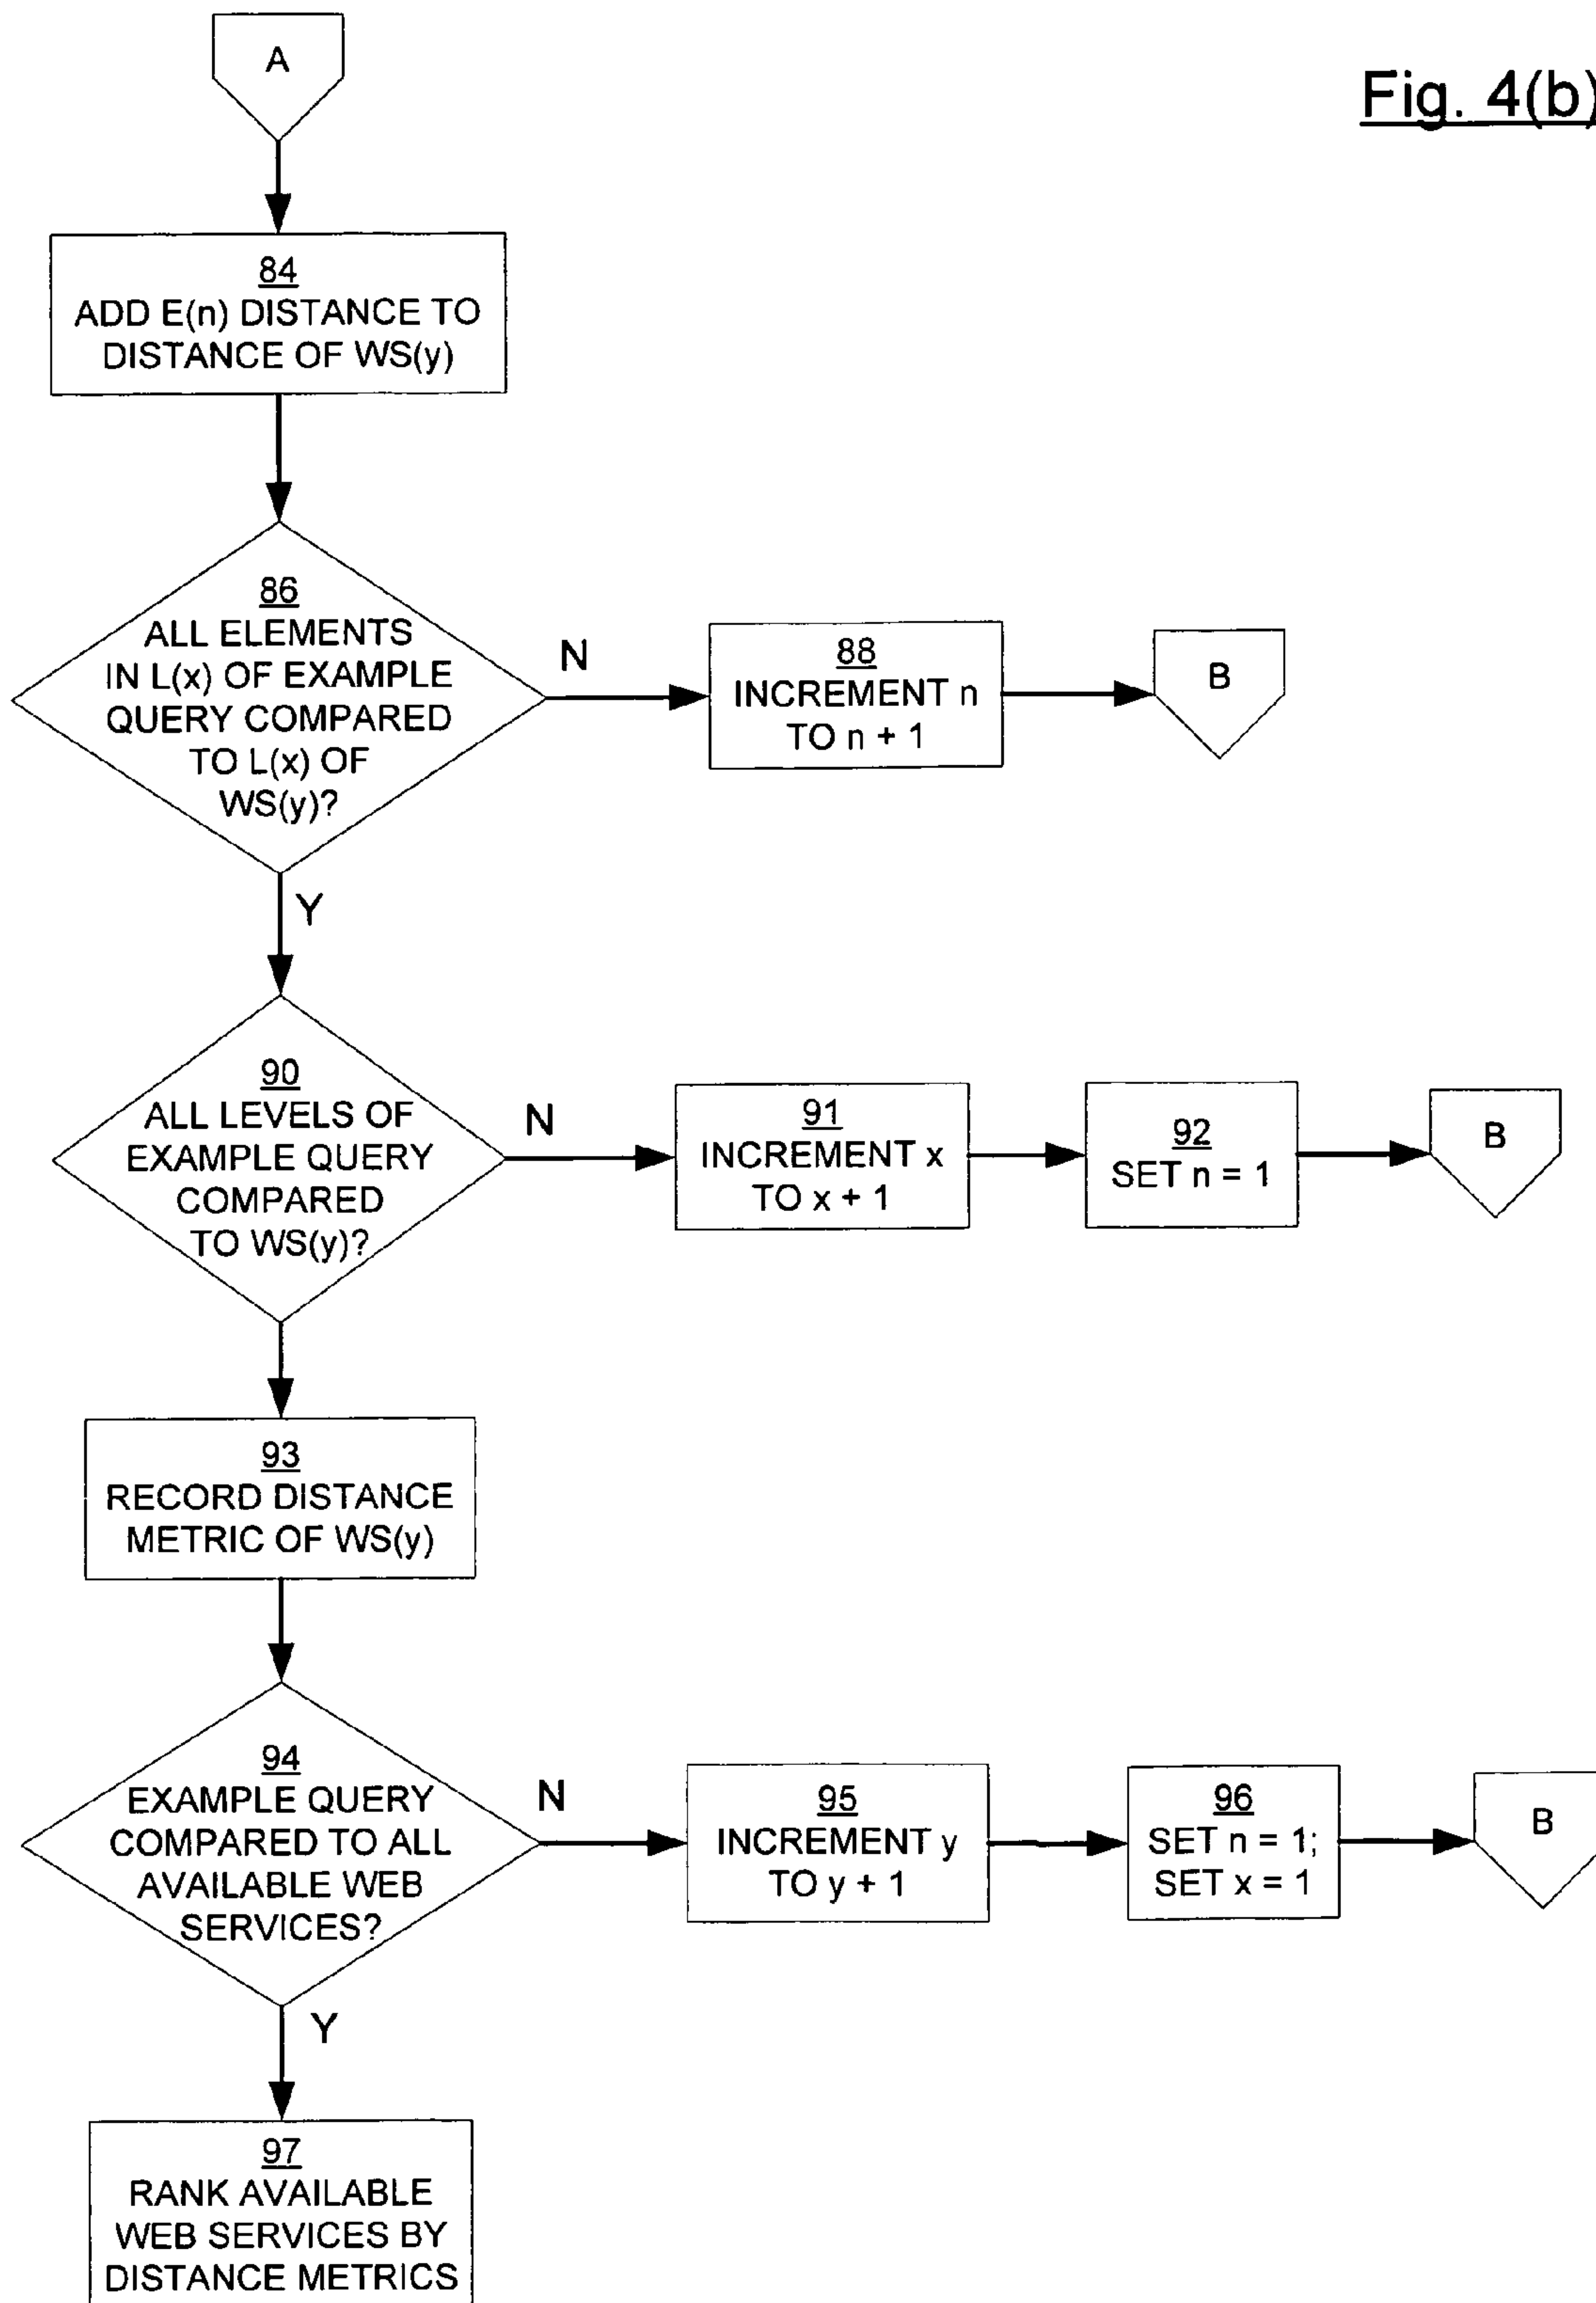 A
Fig. 4(b)
84
ADD E(n) DISTANCE TO
DISTANCE OF WS(y)
86
ALL ELEMENTS
IN L(x) OF EXAMPLE
QUERY COMPARED
TO L(x) OF
WS(y)?
N
88
INCREMENT n
TO n + 1
B
Y
90
ALL LEVELS OF
EXAMPLE QUERY
COMPARED
TO WS(y)?
N
91
INCREMENT x
TO x + 1
92
SET n = 1
B
93
RECORD DISTANCE
METRIC OF WS(y)
94
EXAMPLE QUERY
COMPARED TO ALL
AVAILABLE WEB
SERVICES?
N
95
INCREMENT y
TO y + 1
96
SET n = 1;
SET x = 1
B
Y
97
RANK AVAILABLE
WEB SERVICES BY
DISTANCE METRICS